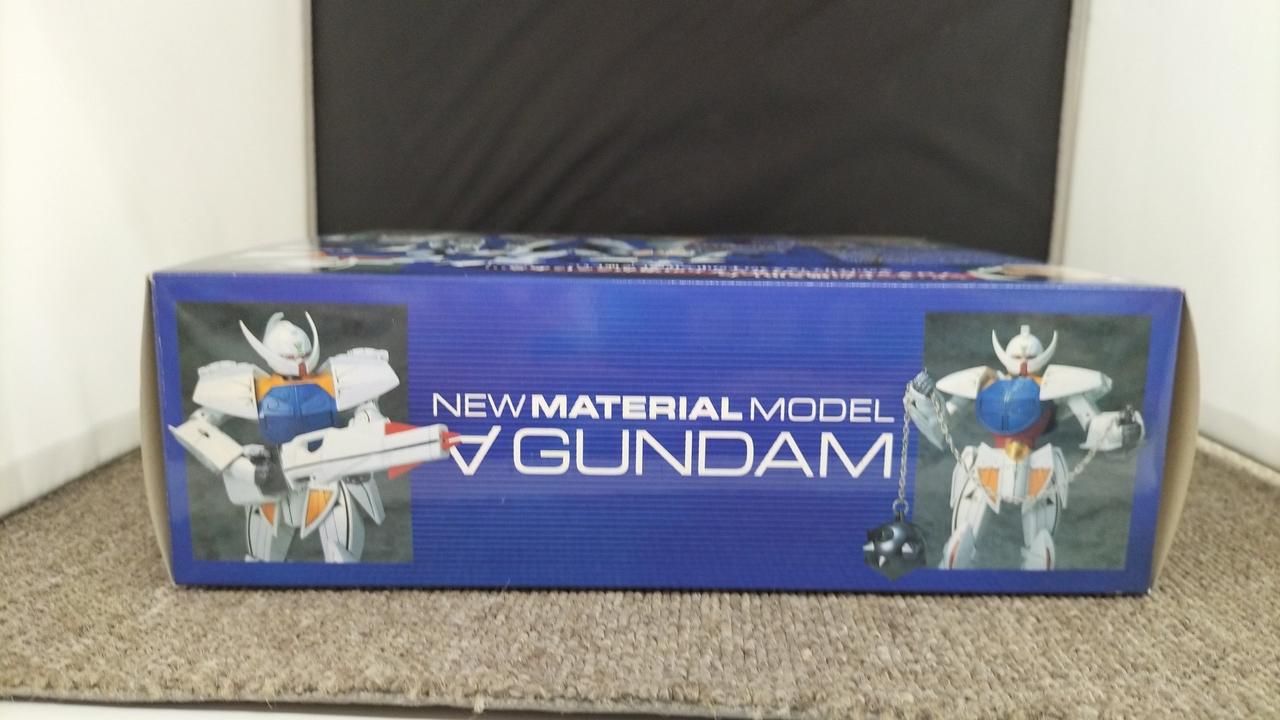 NEW MATERIAL MODEL
∀ GUNDAM